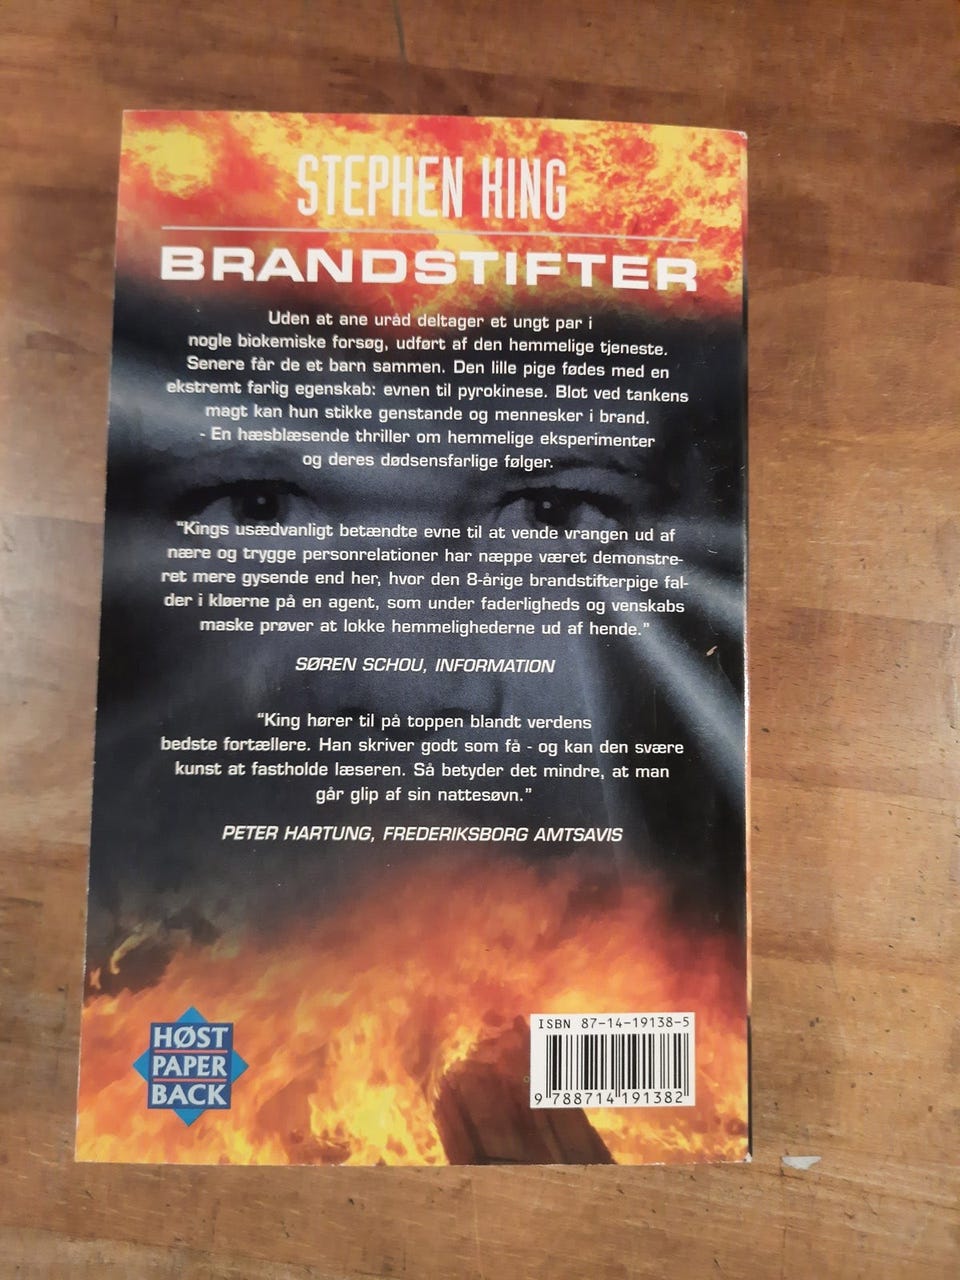 STEPHEN KING
BRANDSTIFTER
Uden at ane uråd deltager et ungt par i
nogle biokemiske forsøg, udført af den hemmelige tjeneste.
Senere får de et barn sammen. Den lille pige fødes med en
ekstremt farlig egenskab: evnen til pyrokinese. Blot ved tankens
magt kan hun stikke genstande og mennesker i brand.
- En hæsblæsende thriller om hemmelige eksperimenter
og deres dødsensfarlige følger.
"Kings usædvanligt betændte evne til at vende vrangen ud af
nære og trygge personrelationer har næppe været demonstre-
ret mere gysende end her, hvor den 8-årige brandstifterpige fal-
der i kløerne på en agent, som under faderligheds og venskabs
maske prøver at lokke hemmelighederne ud af hende."
SØREN SCHOU, INFORMATION
"King hører til på toppen blandt verdens
bedste fortællere. Han skriver godt som få - og kan den svære
kunst at fastholde læseren. Så betyder det mindre, at man
går glip af sin nattesøvn."
PETER HARTUNG, FREDERIKSBORG AMTSAVIS
HØST
PAPER
BACK
ISBN 87-14-19138-5
9 788714 191382